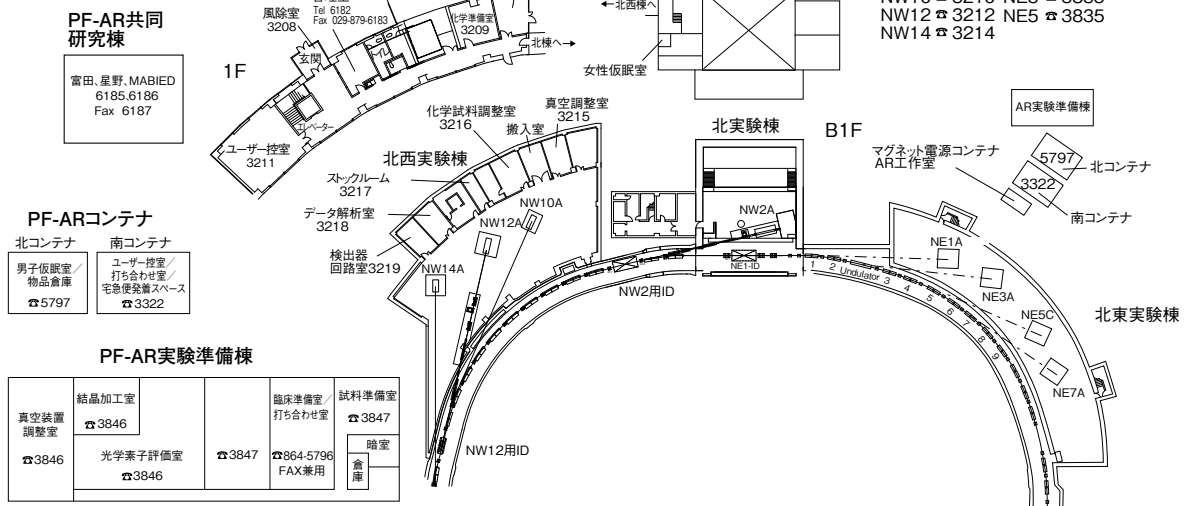 PF-AR共同
研究棟
富田、星野、MABIED
6185,6186
Fax 6187
1F
風除室
3208
Tel 6182
Fax 029-879-6183
玄関
エレベーター
ユーザー控室
3211
化学準備室
3209
北棟へ→
←北西棟へ
女性仮眠室
NW12 ☎ 3212 NE5 ☎ 3835
NW14 ☎ 3214
B1F
北西実験棟
化学試料調整室
3216
搬入室
真空調整室
3215
ストックルーム
3217
データ解析室
3218
検出器
回路室3219
NW14A
NW12A
NW10A
北実験棟
NW2A
NE1-ID
NW2用ID
NW12用ID
1 2 Undulator 3 4 5 6 7 8 9
NE1A
NE3A
NE5C
NE7A
北東実験棟
AR実験準備棟
マグネット電源コンテナ
AR工作室
5797
3322
北コンテナ
南コンテナ
PF-ARコンテナ
北コンテナ
男子仮眠室/
物品倉庫
☎5797
南コンテナ
ユーザー控室/
打ち合わせ室/
宅急便発着スペース
☎3322
PF-AR実験準備棟
真空装置
調整室
☎3846
結晶加工室
☎3846
光学素子評価室
☎3846
☎3847
臨床準備室/
打ち合わせ室
☎864-5796
FAX兼用
試料準備室
☎3847
暗室
倉庫